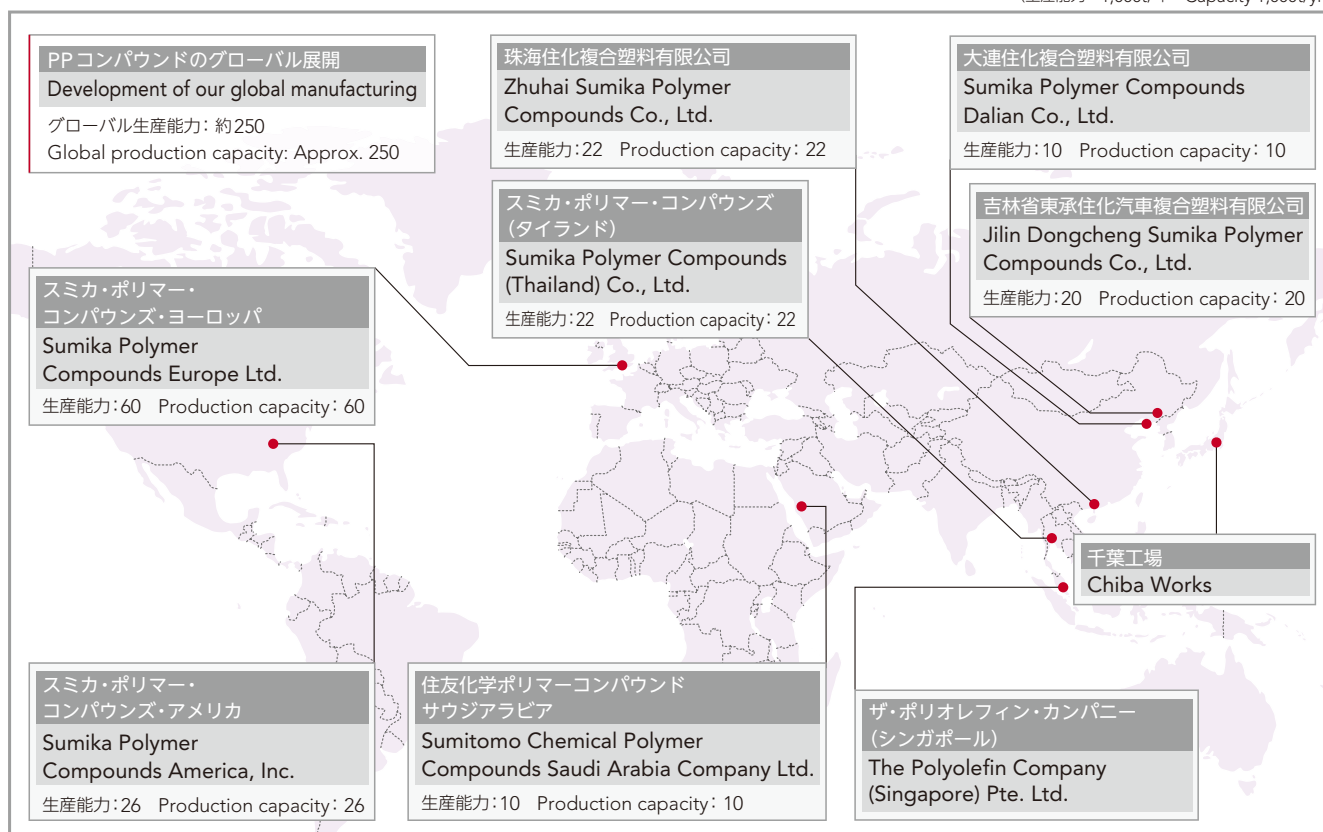 PPコンパウンドのグローバル展開
Development of our global manufacturing
グローバル生産能力：約250
Global production capacity: Approx. 250
珠海住化複合塑料有限公司
Zhuhai Sumika Polymer
Compounds Co., Ltd.
生産能力：22 Production capacity：22
大連住化複合塑料有限公司
Sumika Polymer Compounds
Dalian Co., Ltd.
生産能力：10 Production capacity：10
スミカ・ポリマー・コンパウンズ
（タイランド）
Sumika Polymer Compounds
(Thailand) Co., Ltd.
生産能力：22 Production capacity：22
吉林省東承住化汽車複合塑料有限公司
Jilin Dongcheng Sumika Polymer
Compounds Co., Ltd.
生産能力：20 Production capacity：20
スミカ・ポリマー・
コンパウンズ・ヨーロッパ
Sumika Polymer
Compounds Europe Ltd.
生産能力：60 Production capacity：60
千葉工場
Chiba Works
スミカ・ポリマー・
コンパウンズ・アメリカ
Sumika Polymer
Compounds America, Inc.
生産能力：26 Production capacity：26
住友化学ポリマーコンパウンド
サウジアラビア
Sumitomo Chemical Polymer
Compounds Saudi Arabia Company Ltd.
生産能力：10 Production capacity：10
ザ・ポリオレフィン・カンパニー
（シンガポール）
The Polyolefin Company
(Singapore) Pte. Ltd.